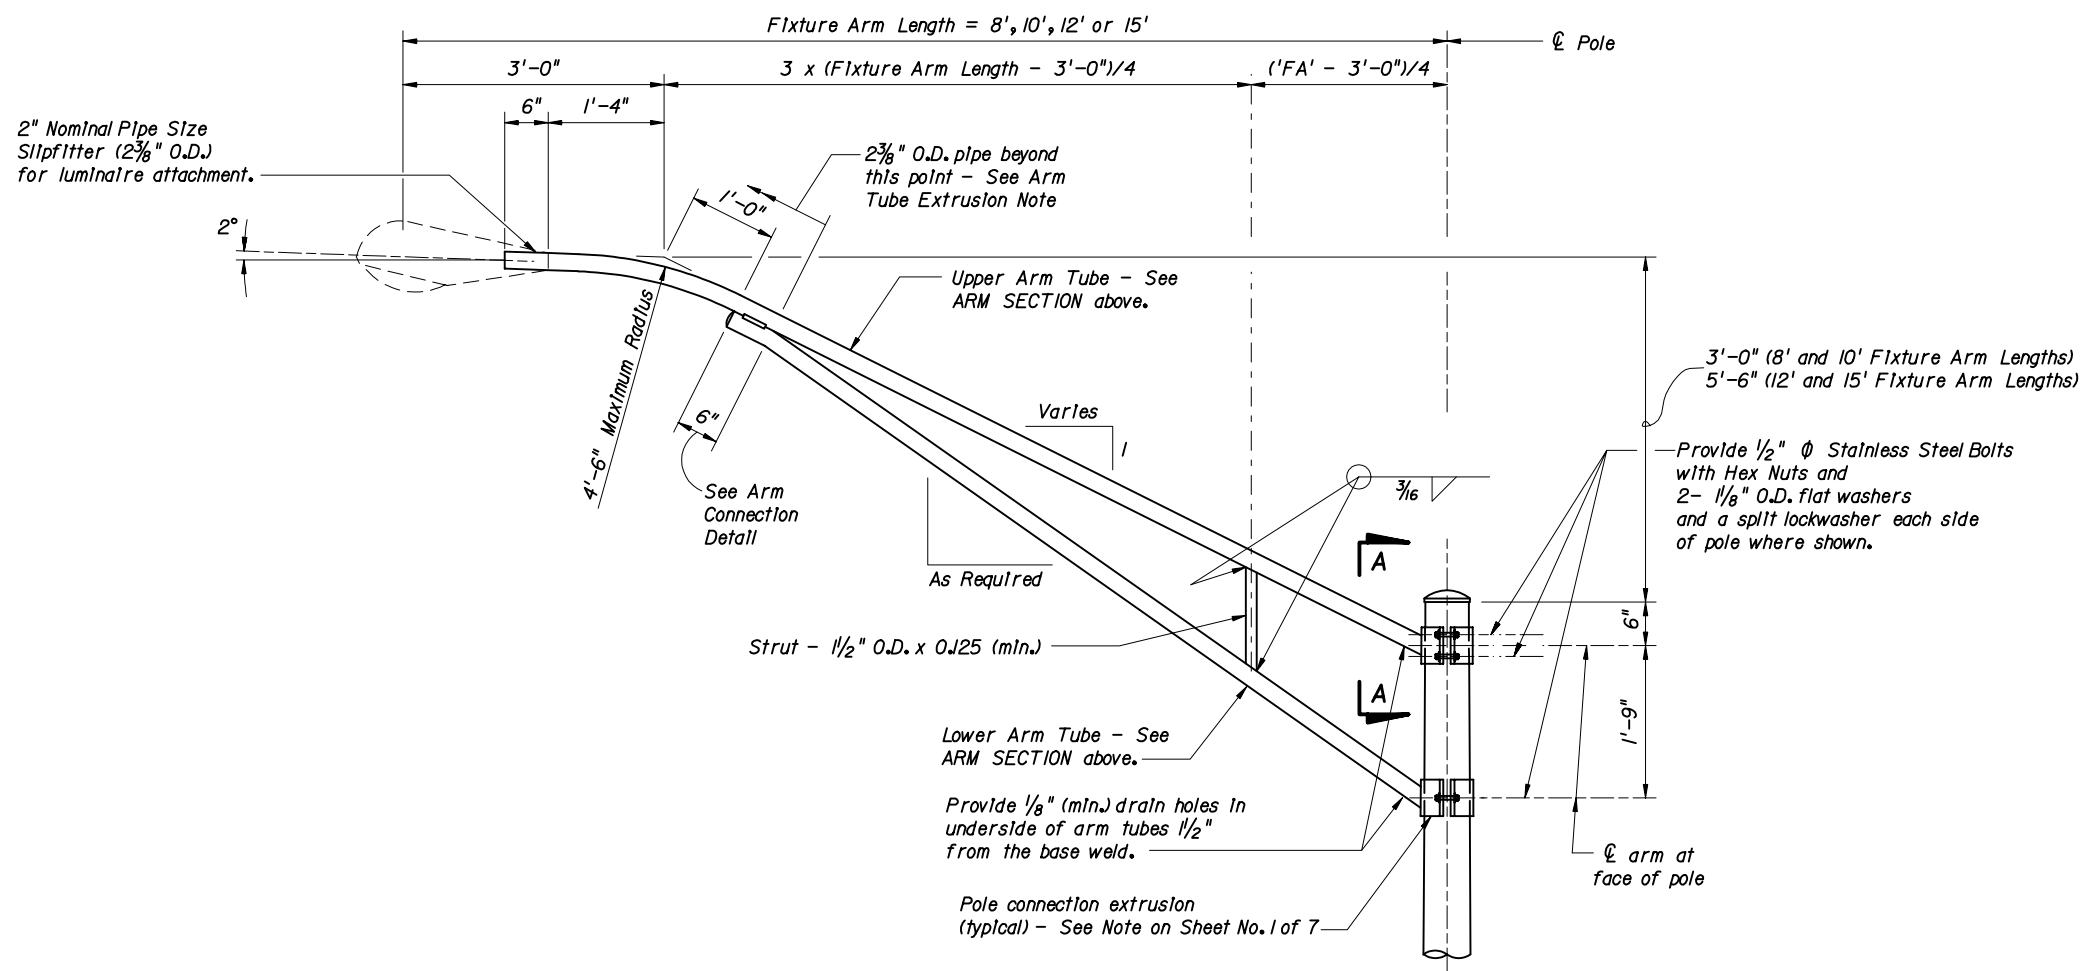 Fixture Arm Length = 8', 10', 12' or 15'
℄ Pole
3'-0"
3 x (Fixture Arm Length - 3'-0")/4
('FA' - 3'-0")/4
6"
1'-4"
2" Nominal Pipe Size
Slipfitter (2⅜" O.D.)
for luminaire attachment.
2⅜" O.D. pipe beyond
this point - See Arm
Tube Extrusion Note
1'-0"
2°
Upper Arm Tube - See
ARM SECTION above.
4'-6" Maximum Radius
3'-0" (8' and 10' Fixture Arm Lengths)
5'-6" (12' and 15' Fixture Arm Lengths)
6"
Varies
1
Provide ½" ϕ Stainless Steel Bolts
with Hex Nuts and
2- 1⅛" O.D. flat washers
and a split lockwasher each side
of pole where shown.
See Arm
Connection
Detail
3/16
As Required
A
6"
Strut - 1½" O.D. x 0.125 (min.)
A
1'-9"
Lower Arm Tube - See
ARM SECTION above.
Provide ⅛" (min.) drain holes in
underside of arm tubes 1½"
from the base weld.
℄ arm at
face of pole
Pole connection extrusion
(typical) - See Note on Sheet No. 1 of 7